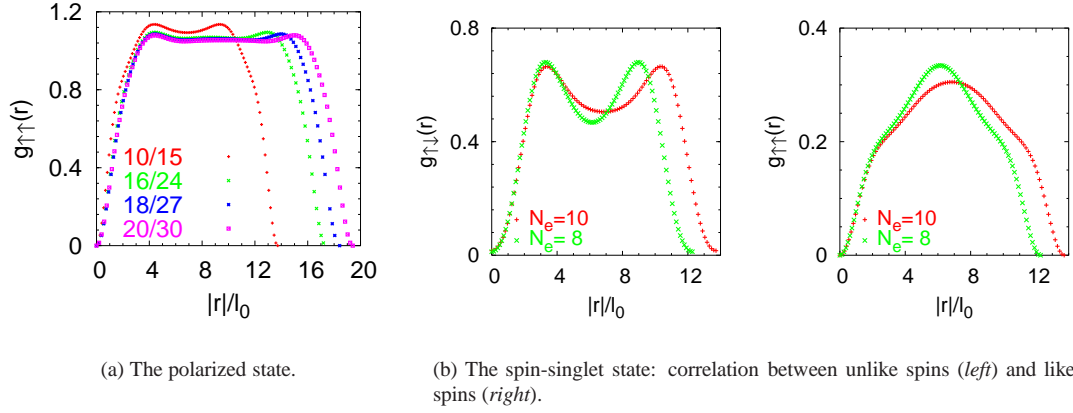 1.2
0.8
0.4
0
g↑↑(r)
10/15
16/24
18/27
20/30
0 4 8 12 16 20
|r|/l₀
0.8
0.4
0
g↑↓(r)
Nₑ=10
Nₑ= 8
0 4 8 12
|r|/l₀
0.4
0.2
0
g↑↑(r)
Nₑ=10
Nₑ= 8
0 4 8 12
|r|/l₀
(a) The polarized state.
(b) The spin-singlet state: correlation between unlike spins (left) and like
spins (right).